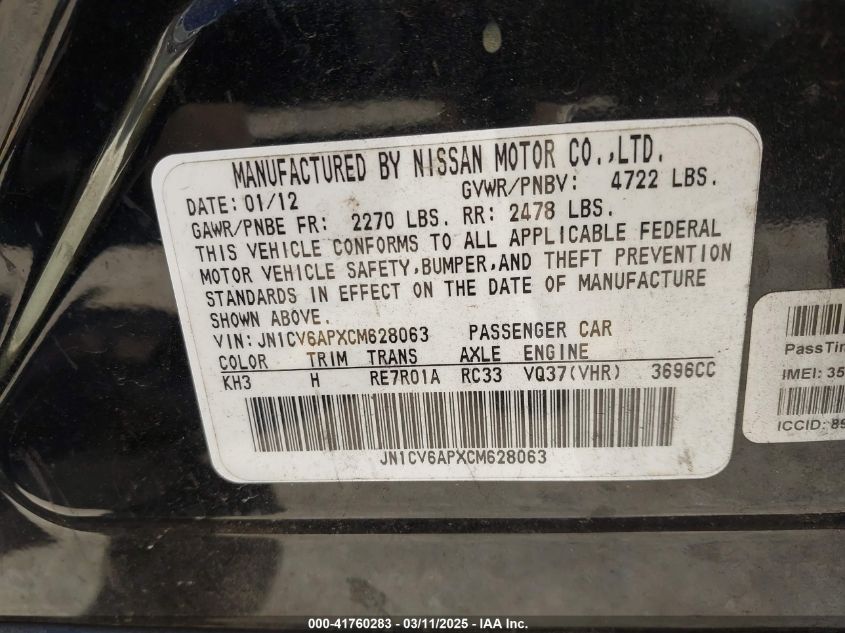 MANUFACTURED BY NISSAN MOTOR CO.,LTD.
DATE: 01/12 GVWR/PNBV: 4722 LBS.
GAWR/PNBE FR: 2270 LBS. RR: 2478 LBS.
THIS VEHICLE CONFORMS TO ALL APPLICABLE FEDERAL
MOTOR VEHICLE SAFETY,BUMPER,AND THEFT PREVENTION
STANDARDS IN EFFECT ON THE DATE OF MANUFACTURE
SHOWN ABOVE.
VIN: JN1CV6APXCM628063 PASSENGER CAR
COLOR TRIM TRANS AXLE ENGINE
KH3 H RE7R01A RC33 VQ37(VHR) 3696CC
JN1CV6APXCM628063
PassTim
IMEI: 35
ICCID: 89
000-41760283 - 03/11/2025 - IAA Inc.